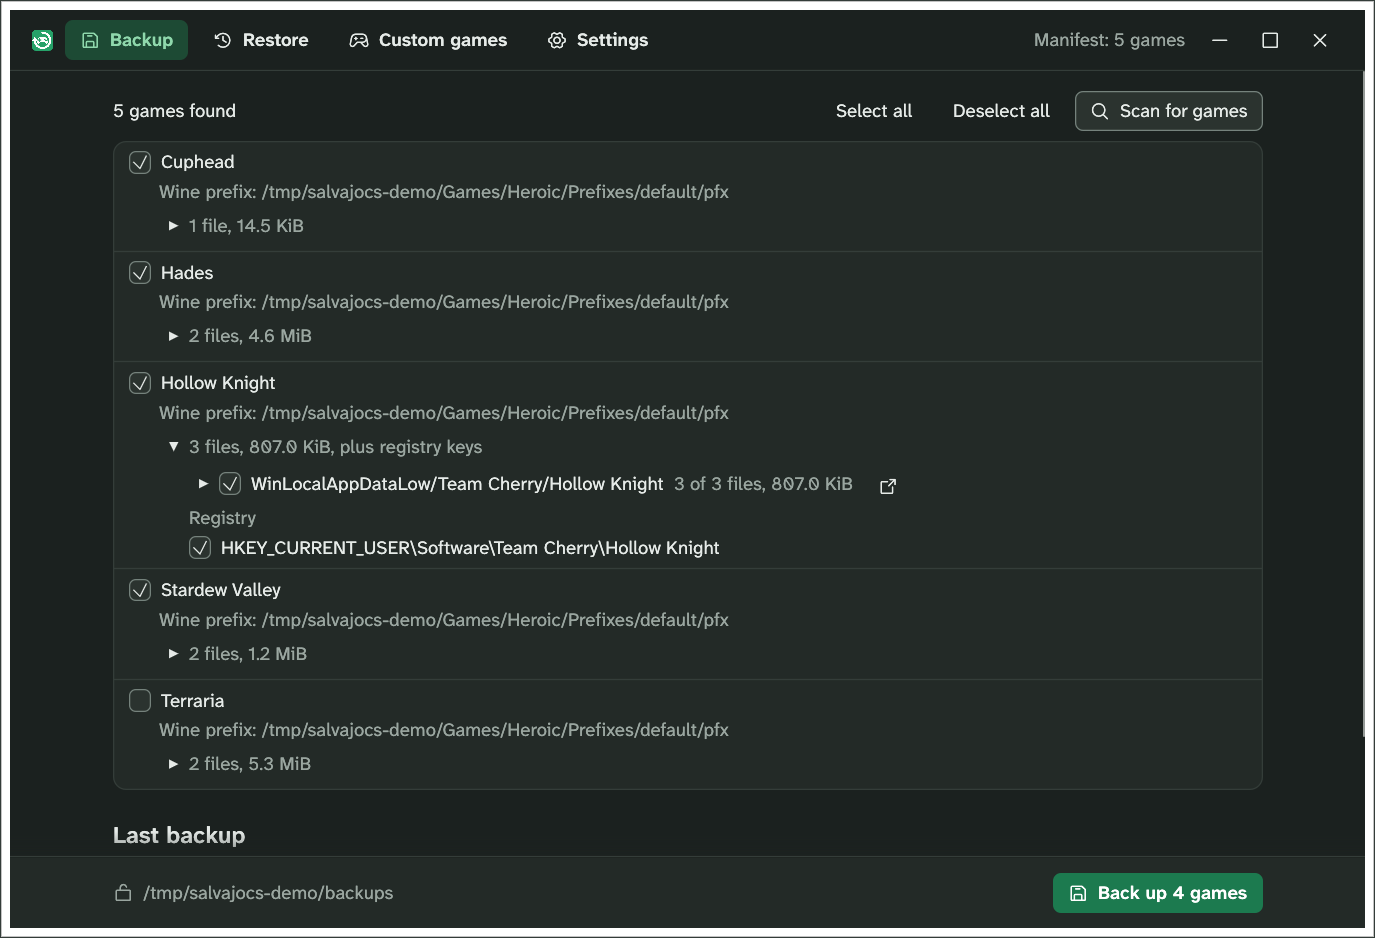 Backup Restore Custom games Settings Manifest: 5 games
5 games found Select all Deselect all Scan for games
Cuphead
Wine prefix: /tmp/salvajocs-demo/Games/Heroic/Prefixes/default/pfx
1 file, 14.5 KiB
Hades
Wine prefix: /tmp/salvajocs-demo/Games/Heroic/Prefixes/default/pfx
2 files, 4.6 MiB
Hollow Knight
Wine prefix: /tmp/salvajocs-demo/Games/Heroic/Prefixes/default/pfx
3 files, 807.0 KiB, plus registry keys
WinLocalAppDataLow/Team Cherry/Hollow Knight 3 of 3 files, 807.0 KiB
Registry
HKEY_CURRENT_USER\Software\Team Cherry\Hollow Knight
Stardew Valley
Wine prefix: /tmp/salvajocs-demo/Games/Heroic/Prefixes/default/pfx
2 files, 1.2 MiB
Terraria
Wine prefix: /tmp/salvajocs-demo/Games/Heroic/Prefixes/default/pfx
2 files, 5.3 MiB
Last backup
/tmp/salvajocs-demo/backups Back up 4 games